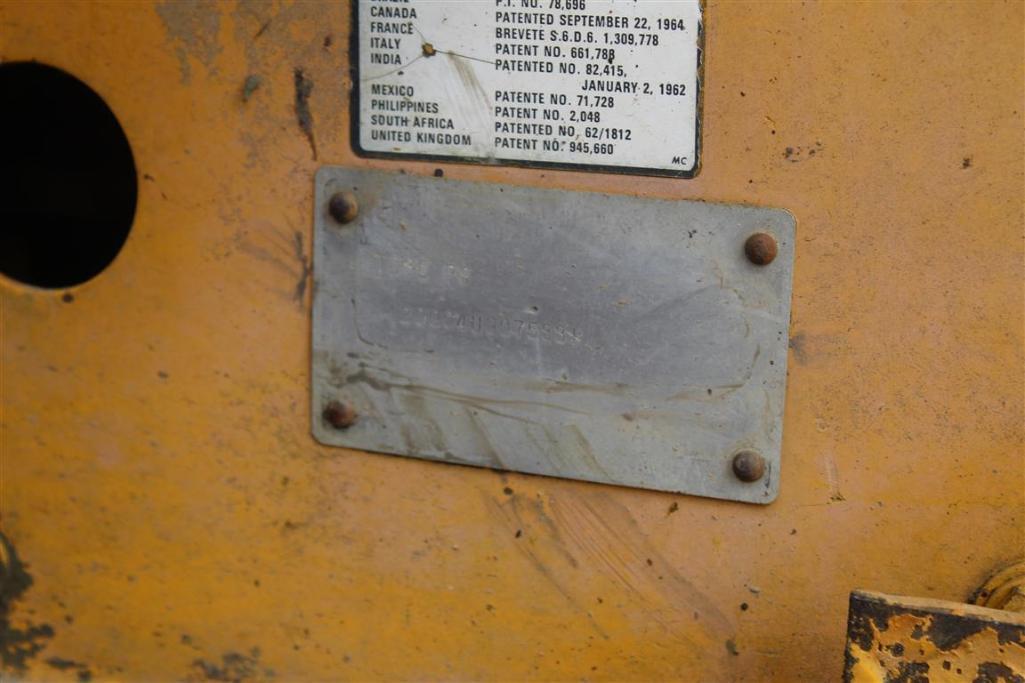 P.I. NO. 78,696
CANADA PATENTED SEPTEMBER 22, 1964
FRANCE BREVETE S.6.D.6. 1,309,778
ITALY PATENT NO. 661,788
INDIA PATENTED NO. 82,415,
JANUARY 2, 1962
MEXICO PATENTE NO. 71,728
PHILIPPINES PATENT NO. 2,048
SOUTH AFRICA PATENTED NO. 62/1812
UNITED KINGDOM PATENT NO. 945,660
MC